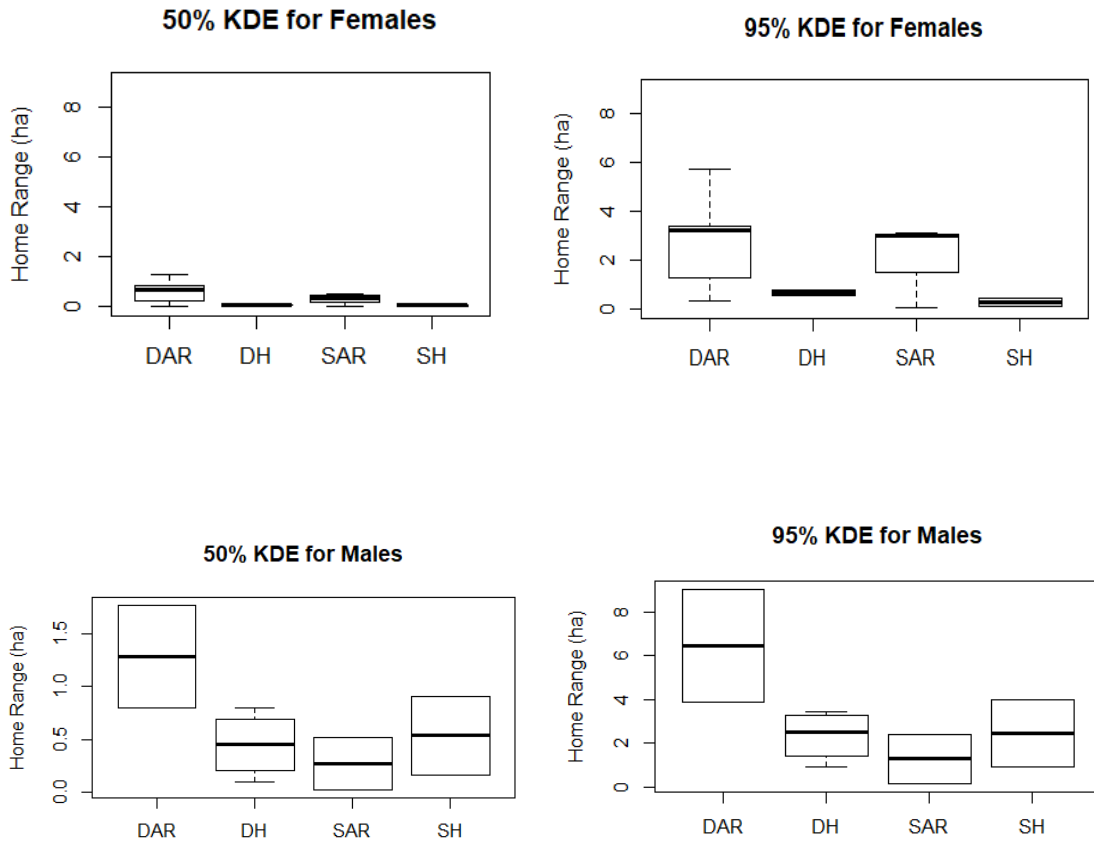 50% KDE for Females
Home Range (ha)
8
6
4
2
0
DAR DH SAR SH
95% KDE for Females
Home Range (ha)
8
6
4
2
0
DAR DH SAR SH
50% KDE for Males
Home Range (ha)
1.5
1.0
0.5
0.0
DAR DH SAR SH
95% KDE for Males
Home Range (ha)
8
6
4
2
0
DAR DH SAR SH